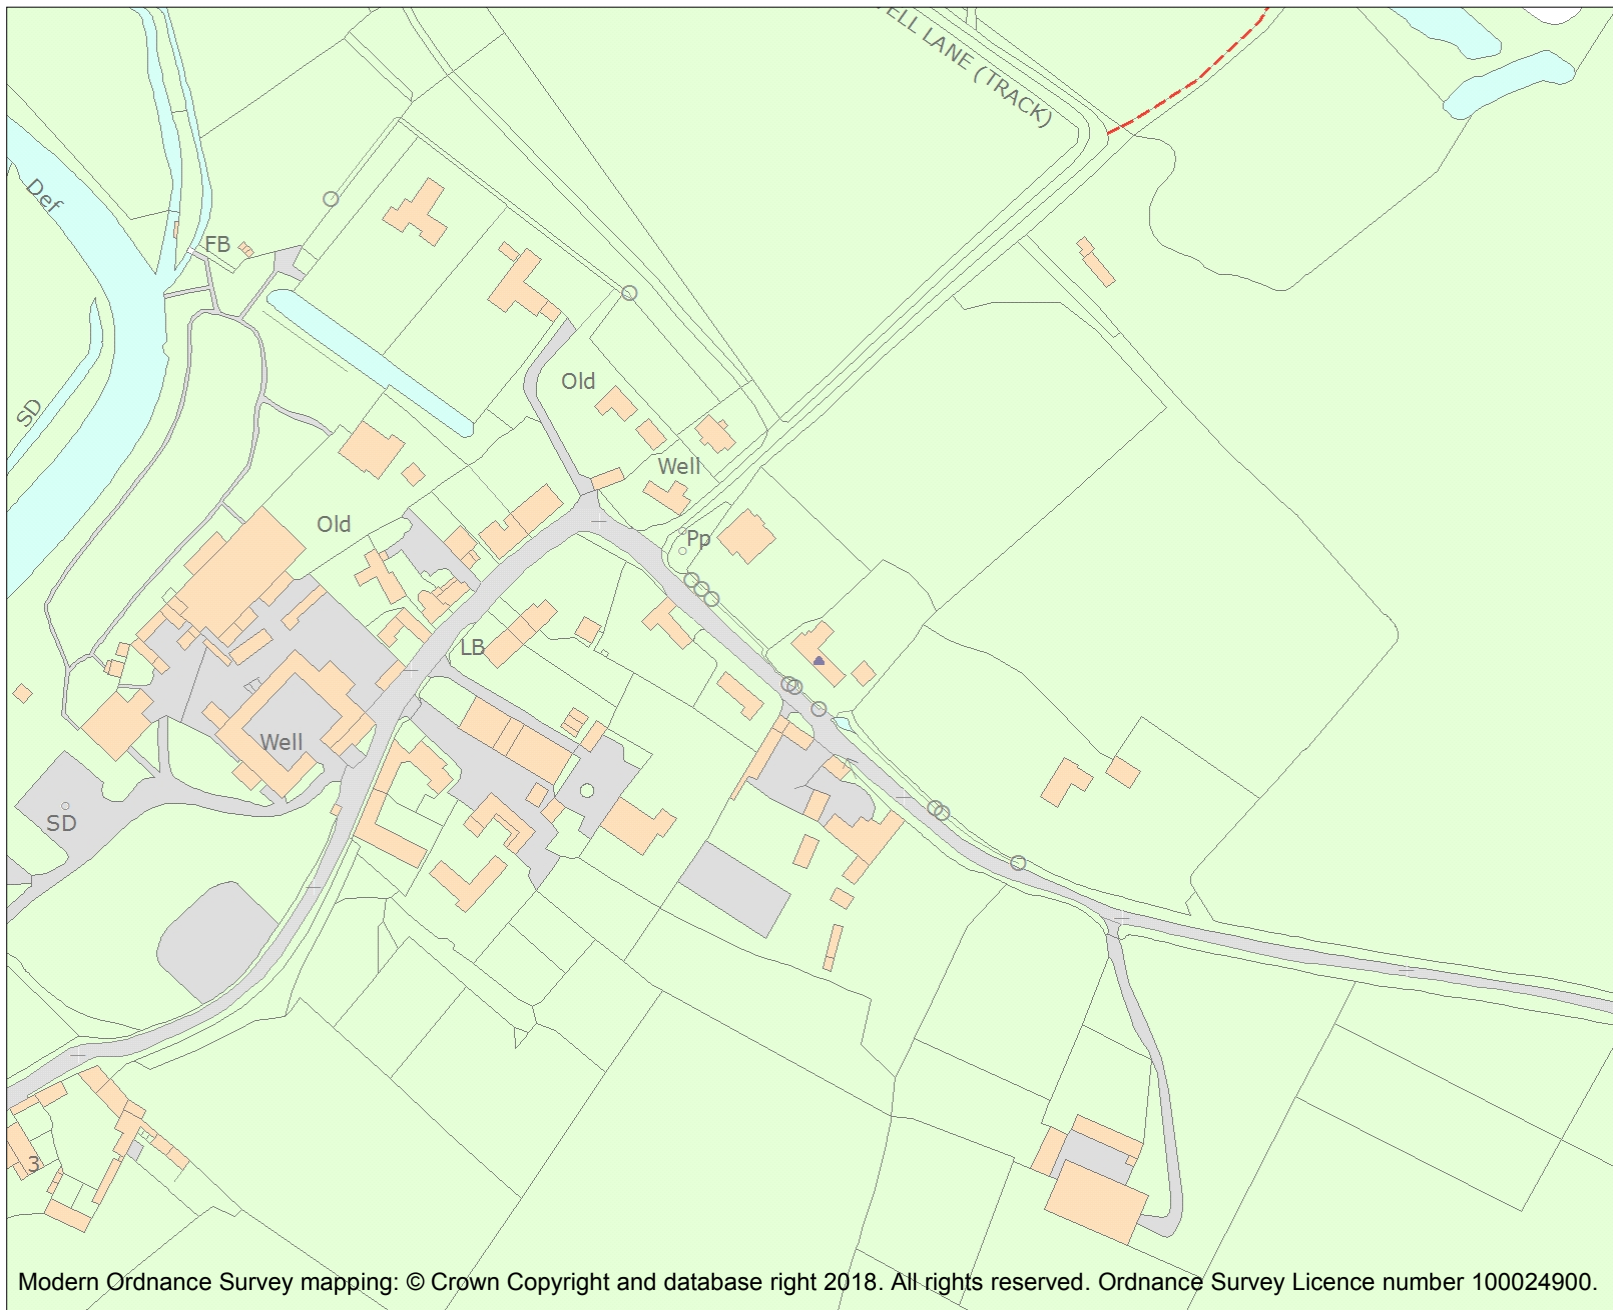 ELL LANE (TRACK)
Def
FB
SD
Old
Well
Old
Pp
LB
Well
SD
3
Modern Ordnance Survey mapping: © Crown Copyright and database right 2018. All rights reserved. Ordnance Survey Licence number 100024900.